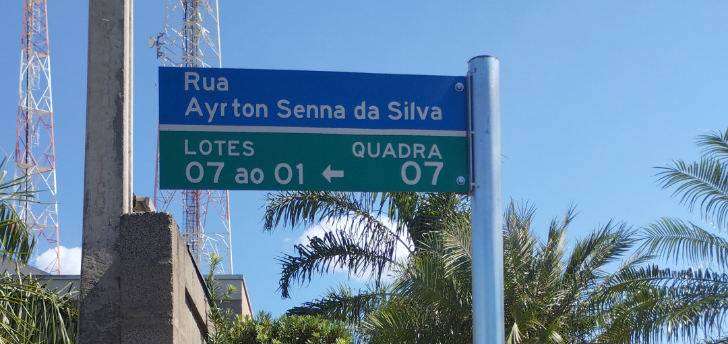 Rua
Ayrton Senna da Silva
LOTES QUADRA
07 ao 01 ← 07